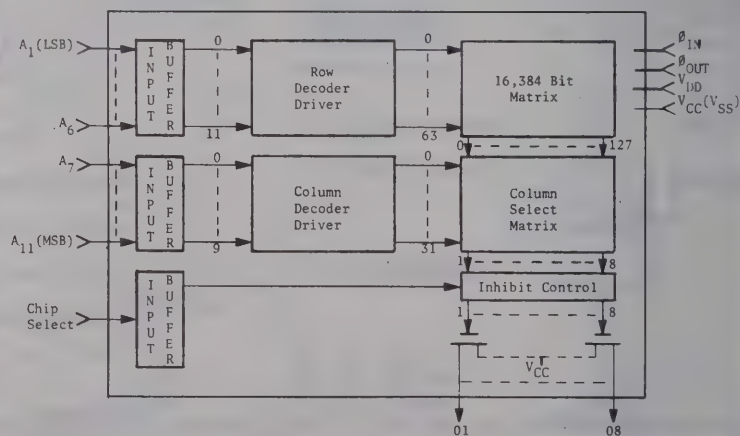 A1(LSB)
A6
A7
A11(MSB)
Chip
Select
INPUT
BUFFER
0
11
Row
Decoder
Driver
0
63
16,384 Bit
Matrix
0
127
INPUT
BUFFER
0
9
Column
Decoder
Driver
0
31
Column
Select
Matrix
1
8
INPUT
BUFFER
Inhibit Control
1
8
VCC
01
08
ØIN
ØOUT
VDD
VCC(VSS)